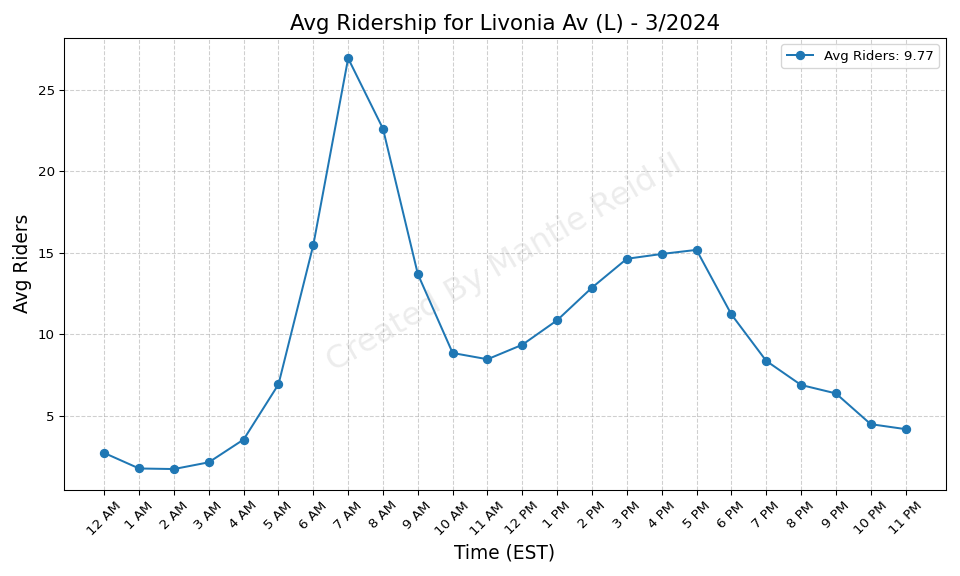 Avg Ridership for Livonia Av (L) - 3/2024
Avg Riders: 9.77
Avg Riders
25
20
15
10
5
Created By Mantie Reid II
12 AM
1 AM
2 AM
3 AM
4 AM
5 AM
6 AM
7 AM
8 AM
9 AM
10 AM
11 AM
12 PM
1 PM
2 PM
3 PM
4 PM
5 PM
6 PM
7 PM
8 PM
9 PM
10 PM
11 PM
Time (EST)